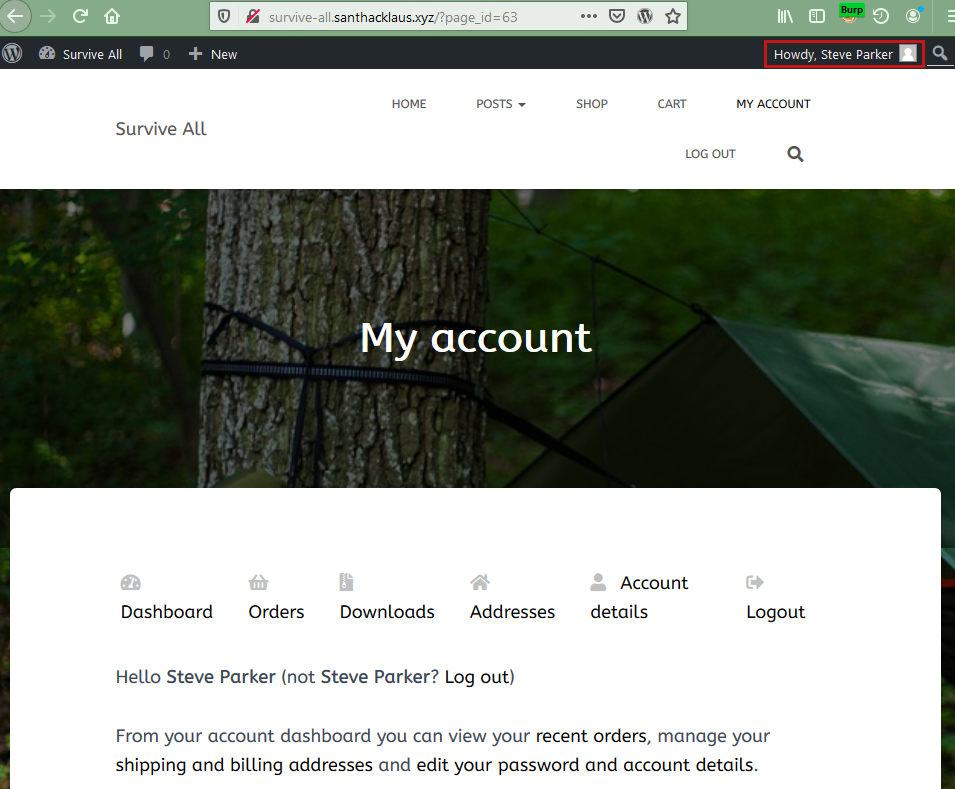 survive-all.santhacklaus.xyz/?page_id=63
Burp
Survive All 0 New Howdy, Steve Parker
HOME POSTS SHOP CART MY ACCOUNT
Survive All
LOG OUT
My account
Dashboard Orders Downloads Addresses Account details Logout
Hello Steve Parker (not Steve Parker? Log out)
From your account dashboard you can view your recent orders, manage your
shipping and billing addresses and edit your password and account details.